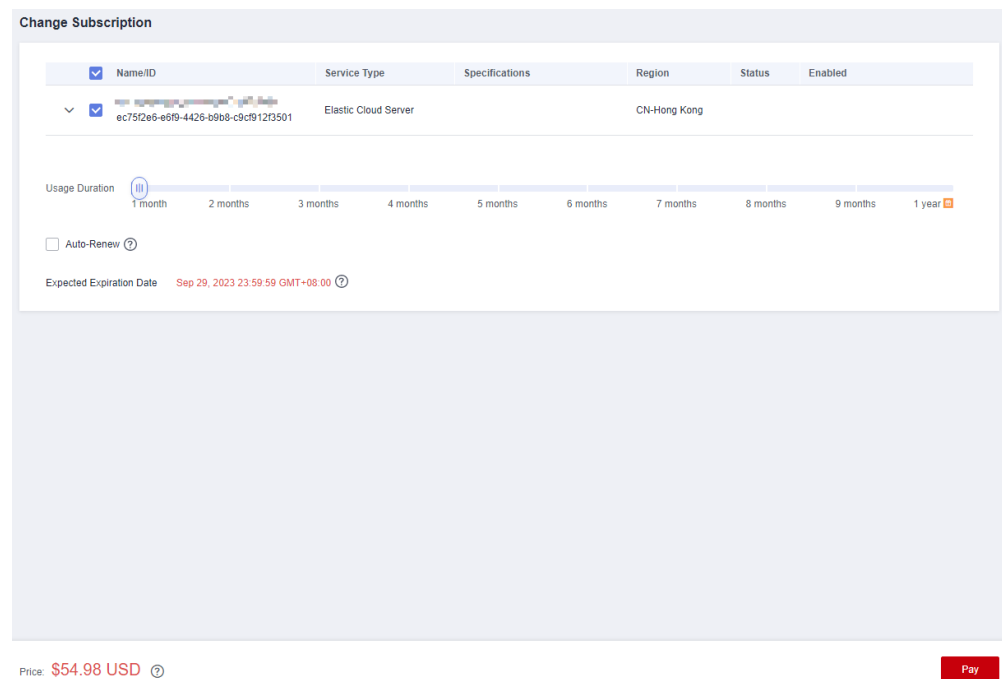 Change Subscription
Name/ID Service Type Specifications Region Status Enabled
ec75f2e6-e6f9-4426-b9b8-c9cf912f3501 Elastic Cloud Server CN-Hong Kong
Usage Duration
1 month 2 months 3 months 4 months 5 months 6 months 7 months 8 months 9 months 1 year
Auto-Renew ?
Expected Expiration Date Sep 29, 2023 23:59:59 GMT+08:00 ?
Price: $54.98 USD ?
Pay